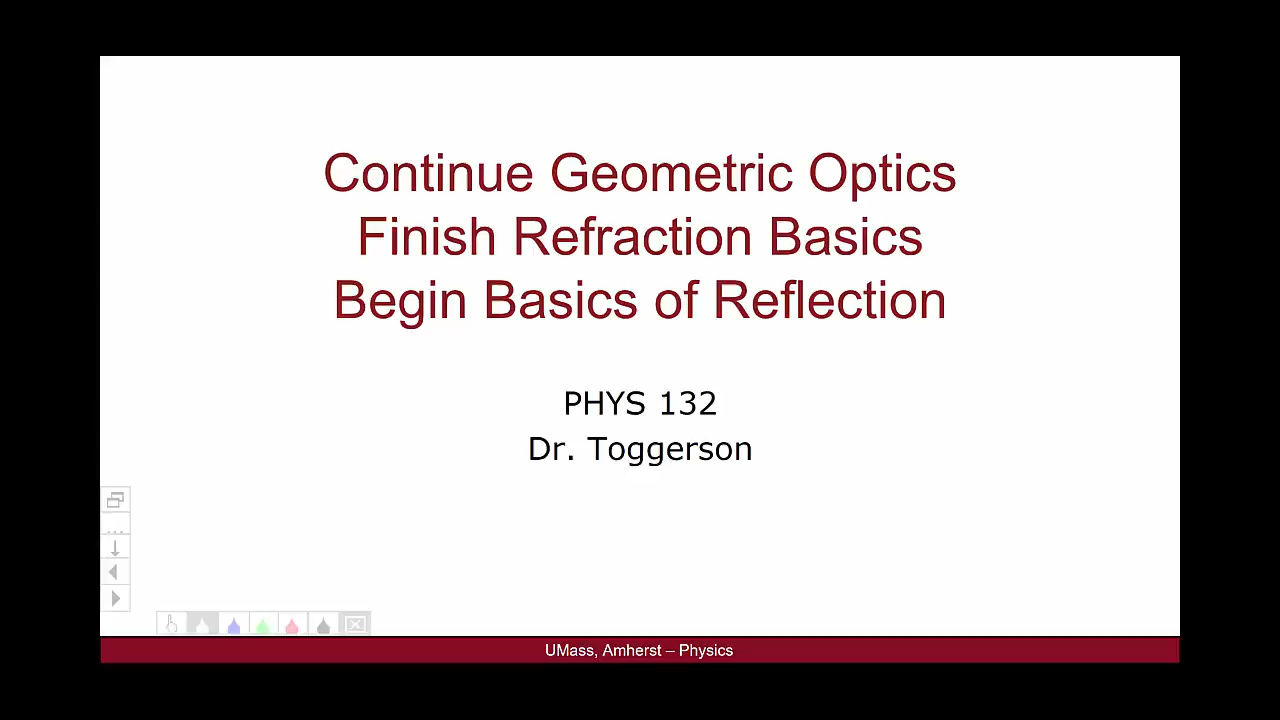 Continue Geometric Optics
Finish Refraction Basics
Begin Basics of Reflection
PHYS 132
Dr. Toggerson
UMass, Amherst – Physics